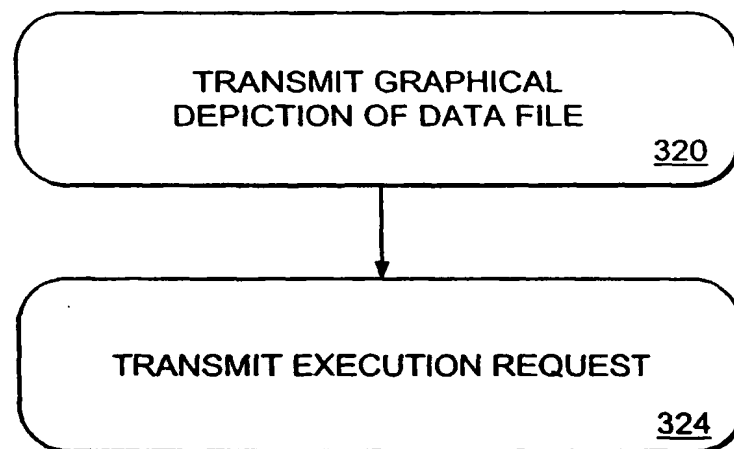 TRANSMIT GRAPHICAL
DEPICTION OF DATA FILE
320
TRANSMIT EXECUTION REQUEST
324